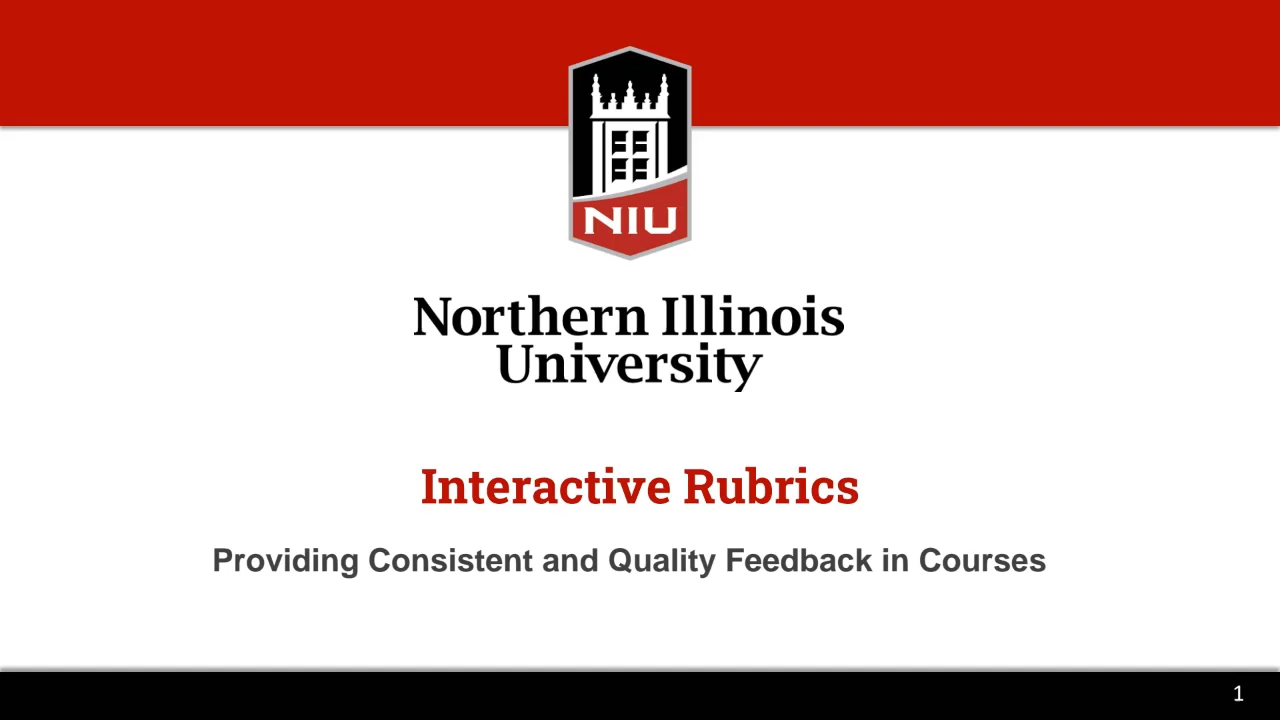 NIU
Northern Illinois
University
Interactive Rubrics
Providing Consistent and Quality Feedback in Courses
1